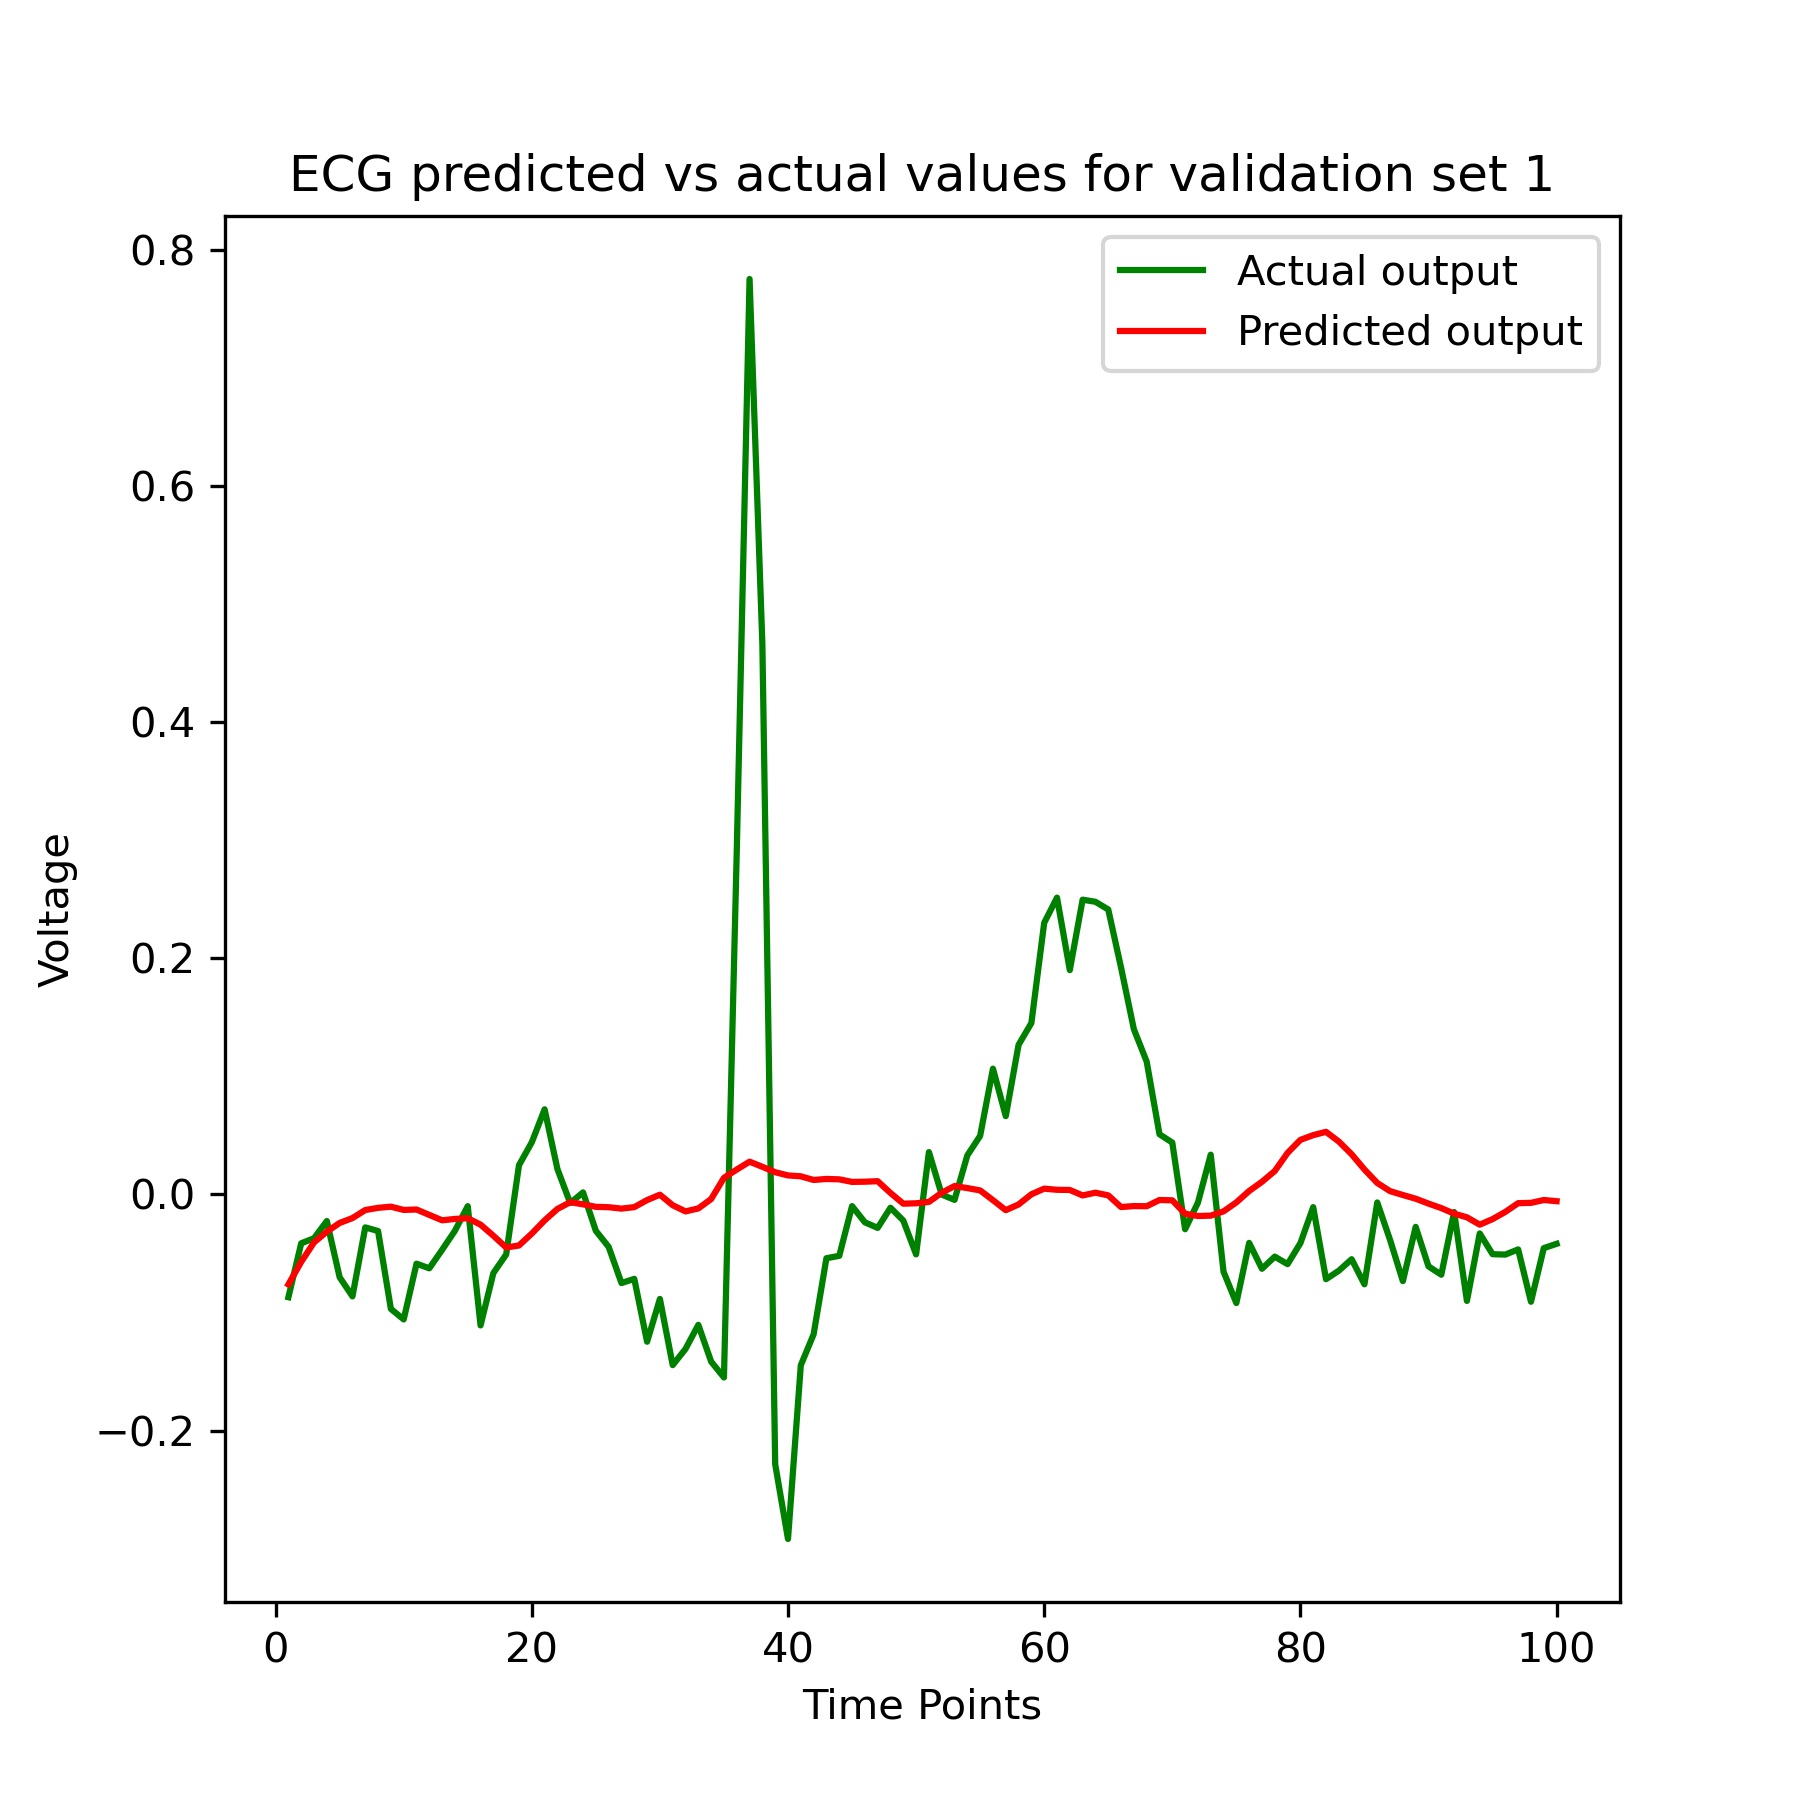 ECG predicted vs actual values for validation set 1
Actual output
Predicted output
Voltage
0.8
0.6
0.4
0.2
0.0
−0.2
0 20 40 60 80 100
Time Points